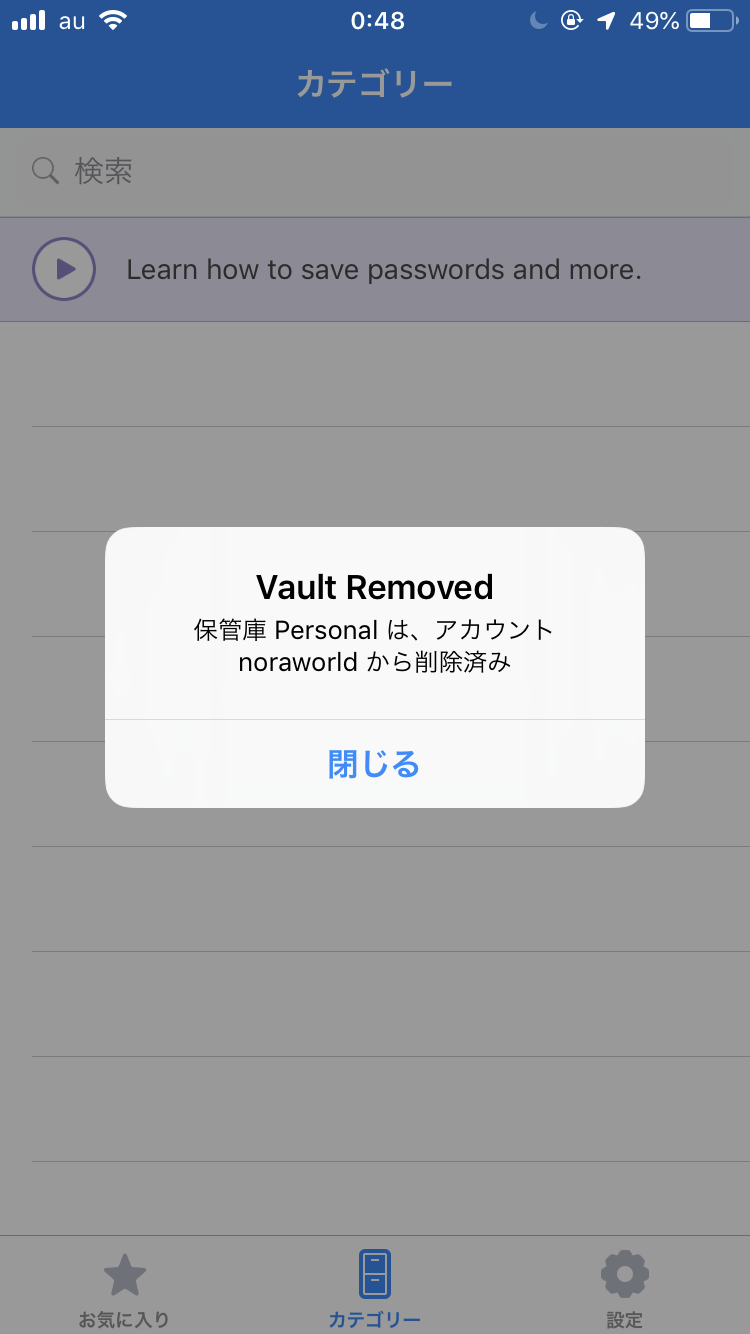 au 0:48 49%
カテゴリー
検索
Learn how to save passwords and more.
Vault Removed
保管庫 Personal は、アカウント
noraworld から削除済み
閉じる
お気に入り カテゴリー 設定